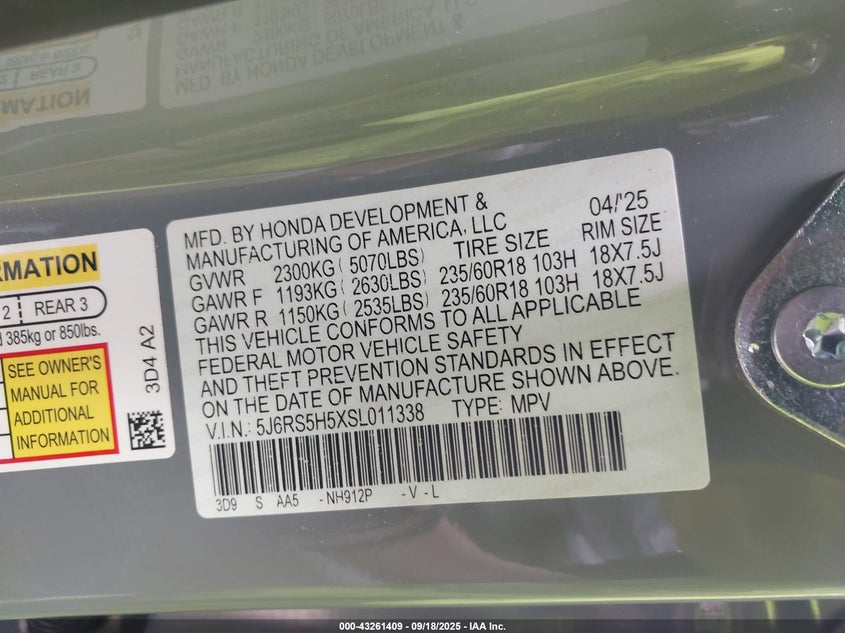 MFD. BY HONDA DEVELOPMENT &
MANUFACTURING OF AMERICA, LLC
04/'25
GVWR 2300KG ( 5070LBS) TIRE SIZE RIM SIZE
GAWR F 1193KG ( 2630LBS) 235/60R18 103H 18X7.5J
GAWR R 1150KG ( 2535LBS) 235/60R18 103H 18X7.5J
THIS VEHICLE CONFORMS TO ALL APPLICABLE
FEDERAL MOTOR VEHICLE SAFETY
AND THEFT PREVENTION STANDARDS IN EFFECT
ON THE DATE OF MANUFACTURE SHOWN ABOVE.
V.I.N.: 5J6RS5H5XSL011338 TYPE: MPV
3D9 S AA5 -NH912P -V-L
RMATION
2 REAR 3
385kg or 850lbs.
SEE OWNER'S
MANUAL FOR
ADDITIONAL
INFORMATION
3D4 A2
000-43261409 - 09/18/2025 - IAA Inc.